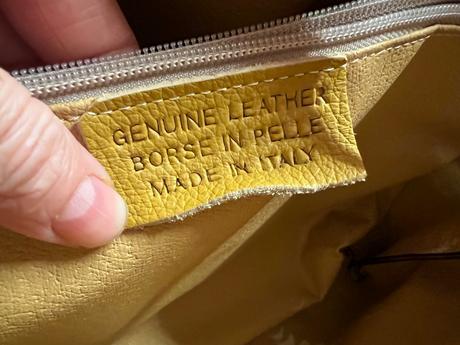 GENUINE LEATHER
BORSE IN PELLE
MADE IN ITALY